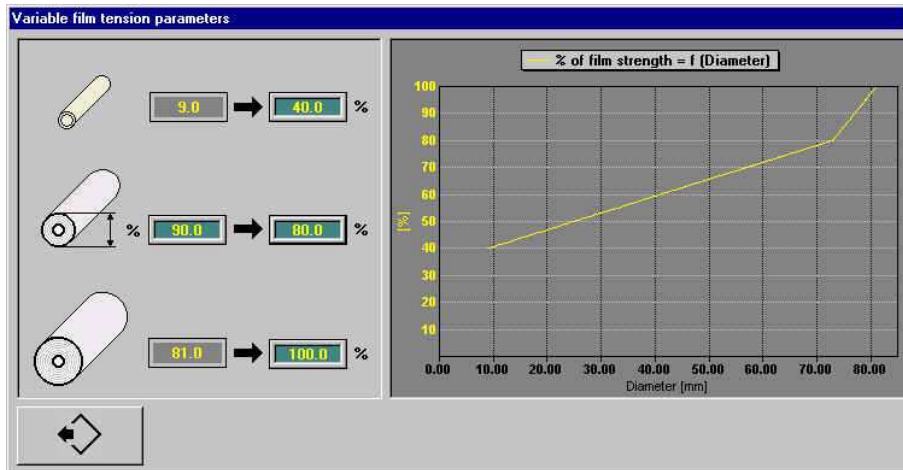 Variable film tension parameters
9.0 40.0 %
% 90.0 80.0 %
81.0 100.0 %
% of film strength = f (Diameter)
100
90
80
70
60
50
40
30
20
10
[%]
0.00 10.00 20.00 30.00 40.00 50.00 60.00 70.00 80.00
Diameter [mm]